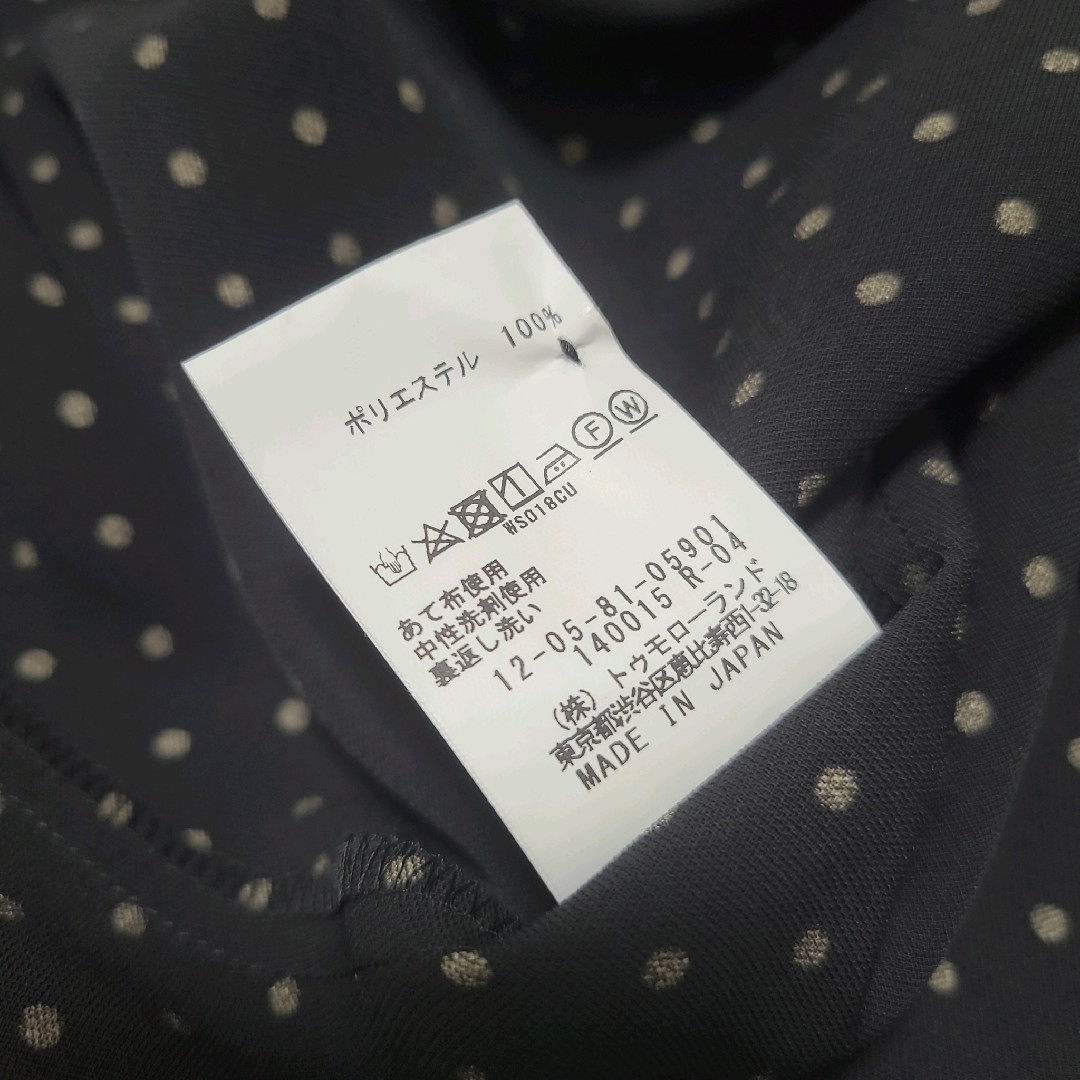 ポリエステル 100%
F W
WS018CU
あて布使用
中性洗剤使用
裏返し洗い
12-05-81-05901
140015 R-04
(株) トゥモローランド
東京都渋谷区恵比寿西1-32-18
MADE IN JAPAN